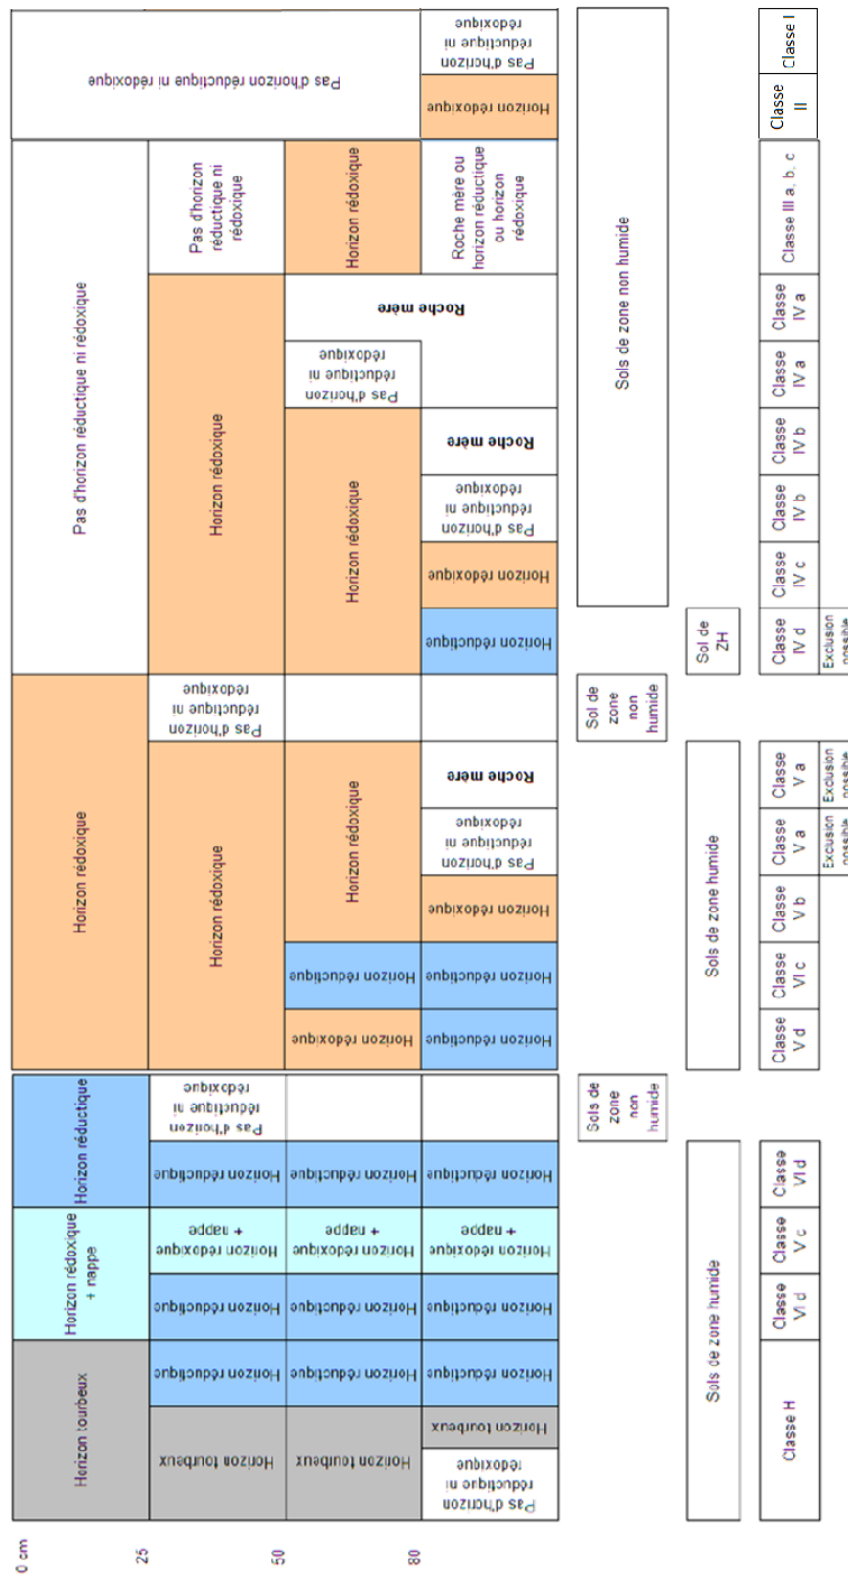 0 cm
Horizon tourbeux
Horizon rédoxique
+ nappe
Horizon réductique
Horizon rédoxique
Pas d'horizon réductique ni rédoxique
Pas d'horizon réductique ni rédoxique
25
Horizon tourbeux
Horizon réductique
Horizon réductique
Horizon rédoxique
+ nappe
Horizon réductique
Pas d'horizon
réductique ni
rédoxique
Horizon rédoxique
Pas d'horizon
réductique ni
rédoxique
Horizon rédoxique
Pas d'horizon
réductique ni
rédoxique
50
Horizon tourbeux
Horizon réductique
Horizon réductique
Horizon rédoxique
+ nappe
Horizon réductique
Horizon rédoxique
Horizon réductique
Horizon rédoxique
Horizon rédoxique
Pas d'horizon
réductique ni
rédoxique
Roche mère
Horizon rédoxique
80
Pas d'horizon
réductique ni
rédoxique
Horizon tourbeux
Horizon réductique
Horizon réductique
Horizon rédoxique
+ nappe
Horizon réductique
Horizon réductique
Horizon réductique
Horizon rédoxique
Pas d'horizon
réductique ni
rédoxique
Roche mère
Horizon réductique
Horizon rédoxique
Pas d'horizon
réductique ni
rédoxique
Roche mère
Roche mère ou
horizon réductique
ou horizon
rédoxique
Horizon rédoxique
Pas d'horizon
réductique ni
rédoxique
Sols de
zone
non
humide
Sol de
zone
non
humide
Sols de zone non humide
Sols de zone humide
Sols de zone humide
Sol de
ZH
Classe H
Classe
VI d
Classe
V c
Classe
VI d
Classe
V d
Classe
VI c
Classe
V b
Classe
V a
Classe
V a
Classe
IV d
Classe
IV c
Classe
IV b
Classe
IV b
Classe
IV a
Classe
IV a
Classe III a, b, c
Classe
II
Classe I
Exclusion
possible
Exclusion
possible
Exclusion
possible